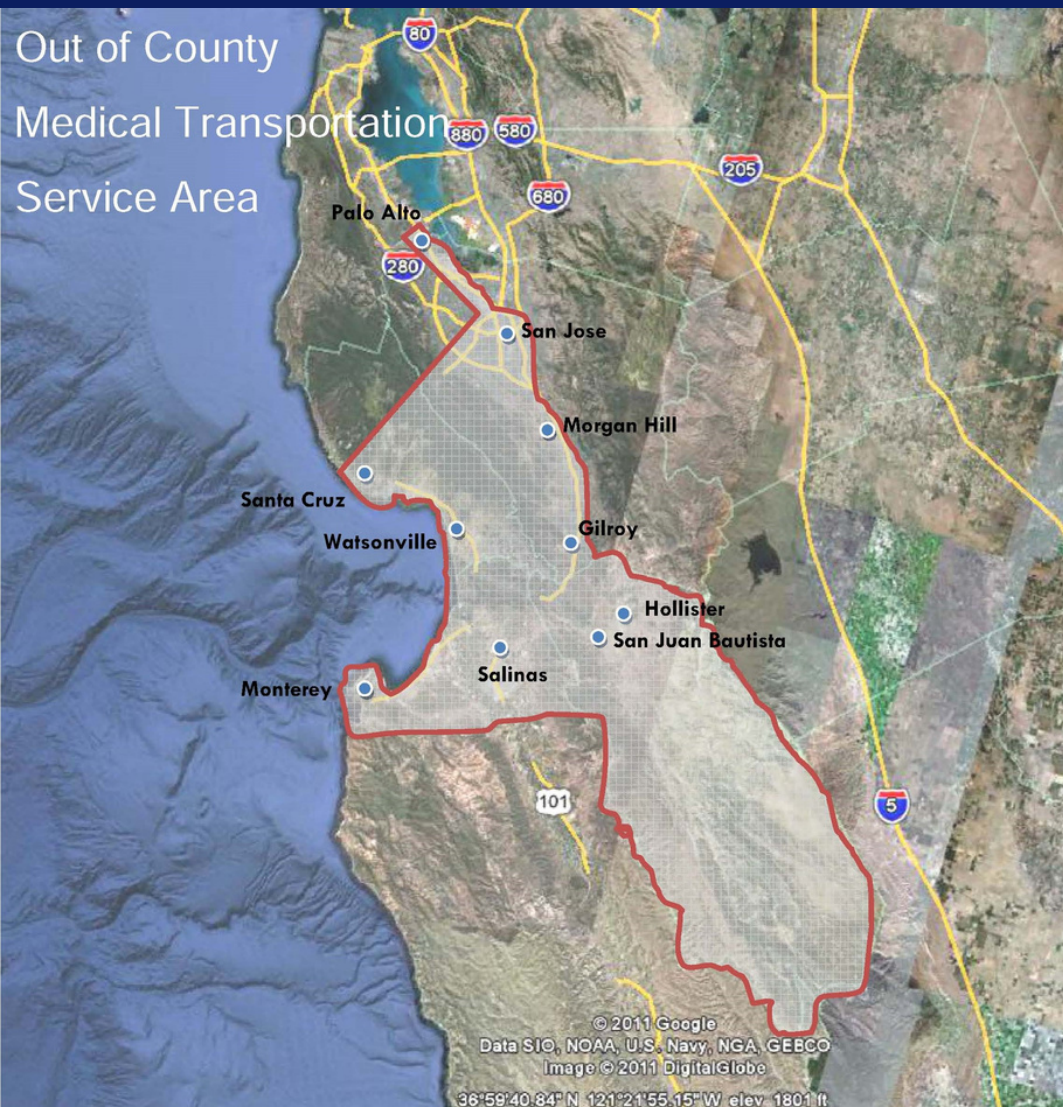 Out of County
Medical Transportation
Service Area
80
880
580
205
680
Palo Alto
280
San Jose
Morgan Hill
Santa Cruz
Watsonville
Gilroy
Hollister
San Juan Bautista
Salinas
Monterey
101
5
© 2011 Google
Data SIO, NOAA, U.S. Navy, NGA, GEBCO
Image © 2011 DigitalGlobe
36°59'40.84" N 121°21'55.15" W elev 1801 ft